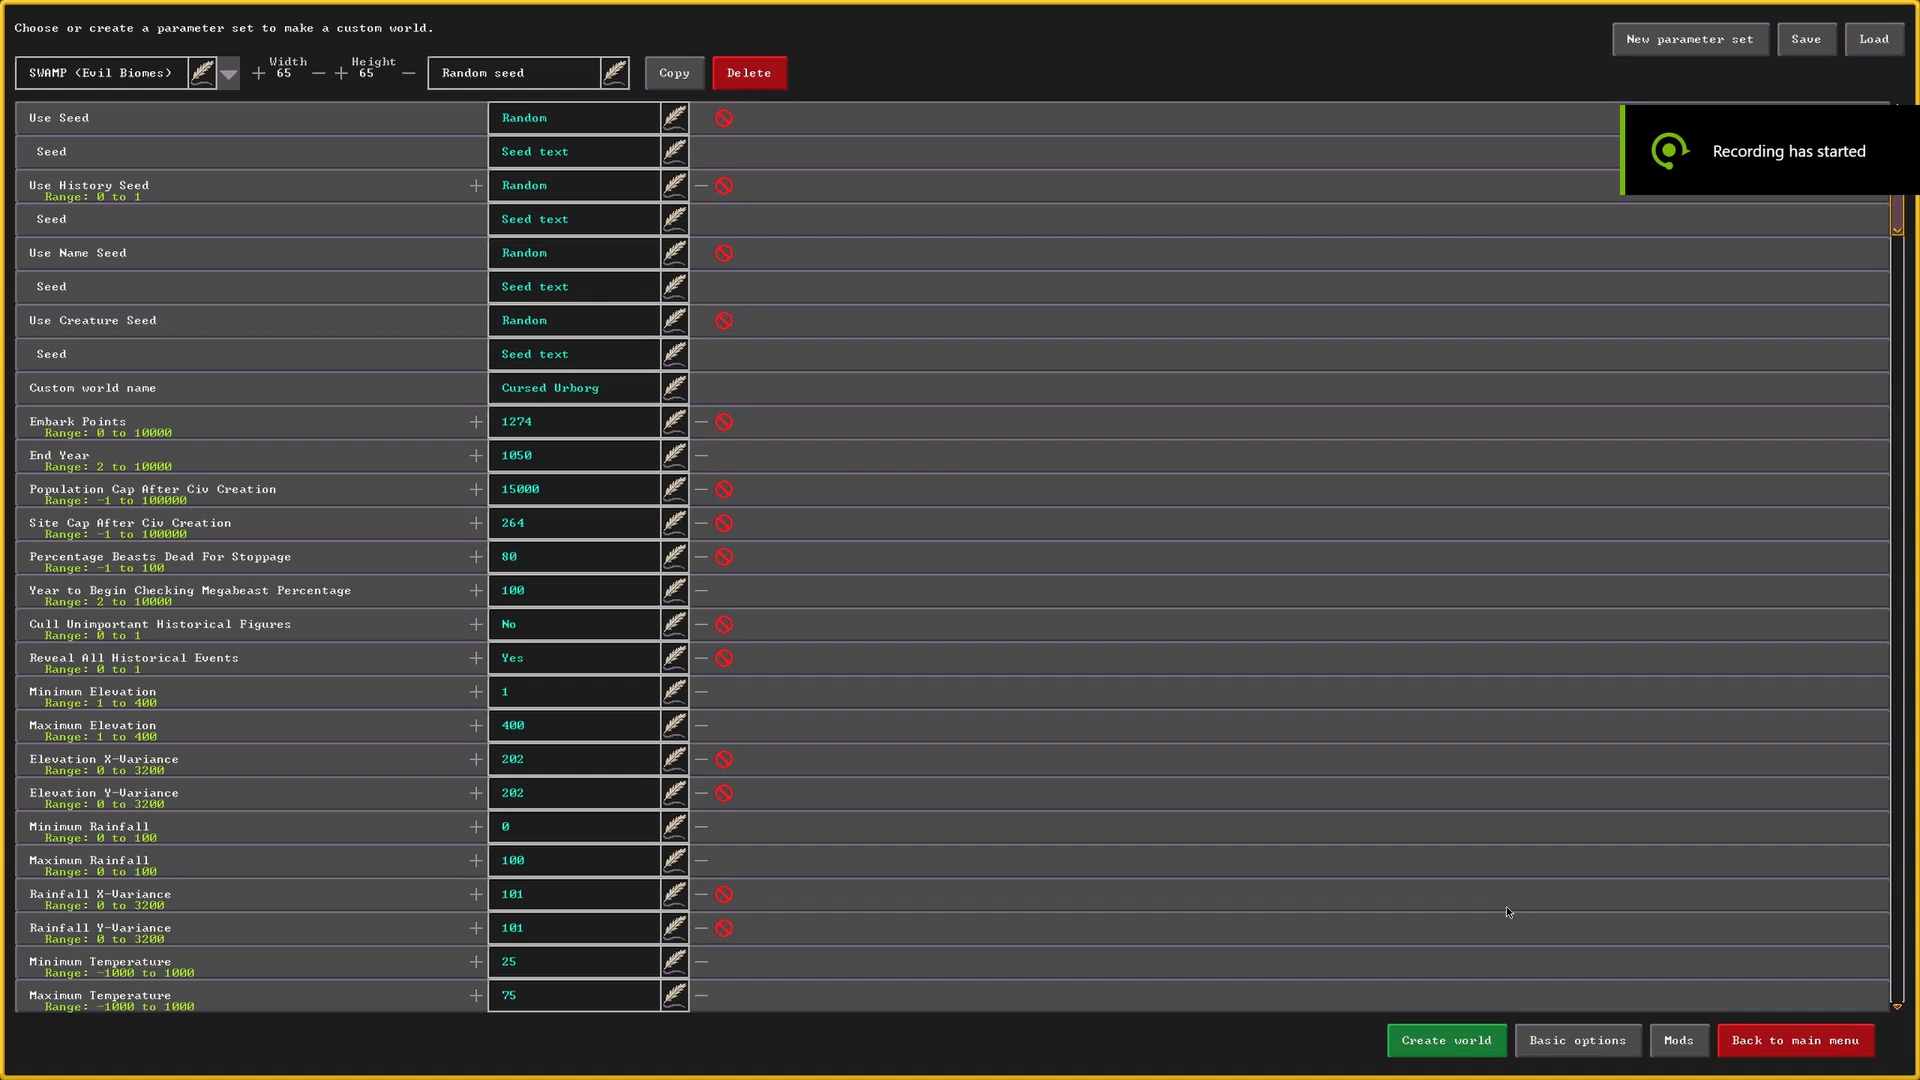 Choose or create a parameter set to make a custom world.
New parameter set
Save
Load
SWAMP (Evil Biomes)
Width
65
Height
65
Random seed
Copy
Delete
Use Seed
Random
Seed
Seed text
Recording has started
Use History Seed
Range: 0 to 1
Random
Seed
Seed text
Use Name Seed
Random
Seed
Seed text
Use Creature Seed
Random
Seed
Seed text
Custom world name
Cursed Urborg
Embark Points
Range: 0 to 10000
1274
End Year
Range: 2 to 10000
1050
Population Cap After Civ Creation
Range: -1 to 100000
15000
Site Cap After Civ Creation
Range: -1 to 100000
264
Percentage Beasts Dead For Stoppage
Range: -1 to 100
80
Year to Begin Checking Megabeast Percentage
Range: 2 to 10000
100
Cull Unimportant Historical Figures
Range: 0 to 1
No
Reveal All Historical Events
Range: 0 to 1
Yes
Minimum Elevation
Range: 1 to 400
1
Maximum Elevation
Range: 1 to 400
400
Elevation X-Variance
Range: 0 to 3200
202
Elevation Y-Variance
Range: 0 to 3200
202
Minimum Rainfall
Range: 0 to 100
0
Maximum Rainfall
Range: 0 to 100
100
Rainfall X-Variance
Range: 0 to 3200
101
Rainfall Y-Variance
Range: 0 to 3200
101
Minimum Temperature
Range: -1000 to 1000
25
Maximum Temperature
Range: -1000 to 1000
75
Create world
Basic options
Mods
Back to main menu